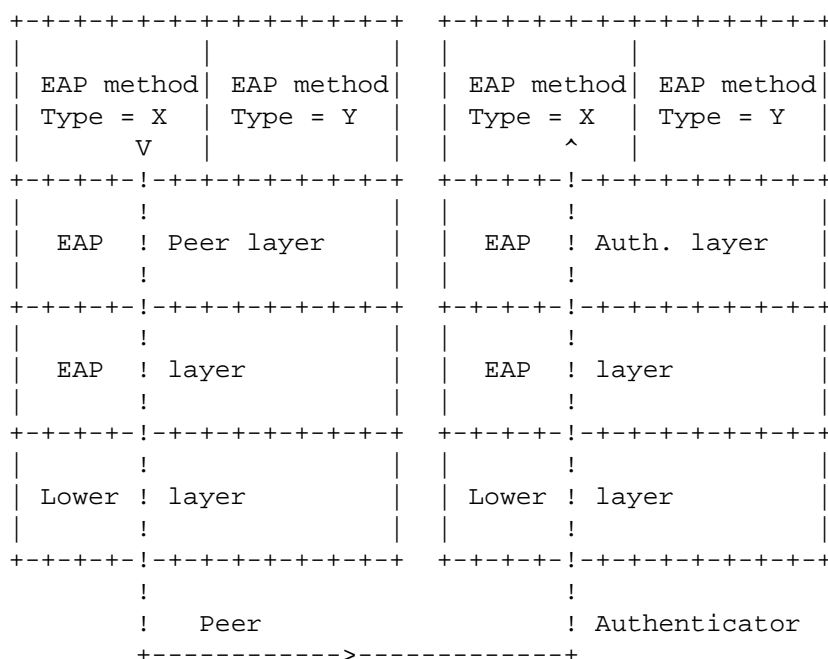 +-+-+-+-+-+-+-+-+-+-+-+  +-+-+-+-+-+-+-+-+-+-+-+-+
|           |          |  |           |           |
| EAP method| EAP method|  | EAP method| EAP method|
| Type = X  | Type = Y |  | Type = X  | Type = Y  |
|       V   |          |  |       ^   |           |
+-+-+-+-!-+-+-+-+-+-+-+  +-+-+-+-!-+-+-+-+-+-+-+-+
|       !              |  |       !               |
|  EAP  ! Peer layer   |  |  EAP  ! Auth. layer   |
|       !              |  |       !               |
+-+-+-+-!-+-+-+-+-+-+-+  +-+-+-+-!-+-+-+-+-+-+-+-+
|       !              |  |       !               |
|  EAP  ! layer        |  |  EAP  ! layer         |
|       !              |  |       !               |
+-+-+-+-!-+-+-+-+-+-+-+  +-+-+-+-!-+-+-+-+-+-+-+-+
|       !              |  |       !               |
| Lower ! layer        |  | Lower ! layer         |
|       !              |  |       !               |
+-+-+-+-!-+-+-+-+-+-+-+  +-+-+-+-!-+-+-+-+-+-+-+-+
        !                         !
        !   Peer                  ! Authenticator
        +------------>-------------+